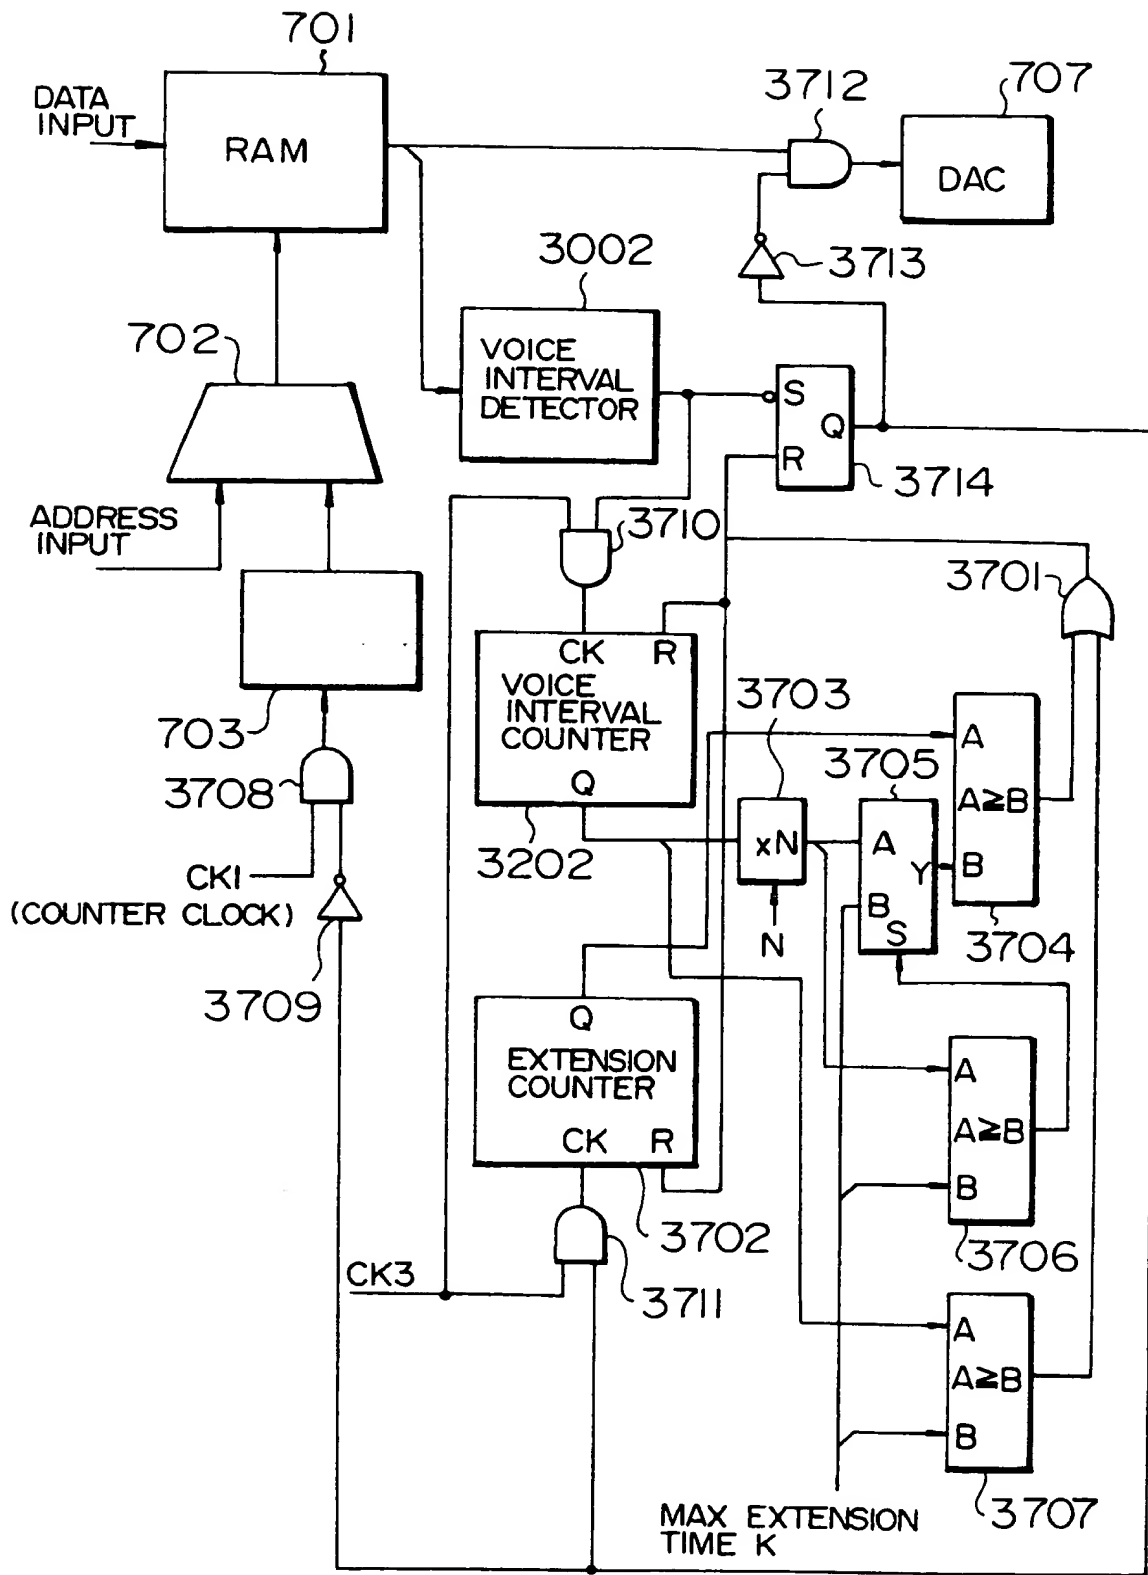 701
DATA
INPUT
RAM
3712
707
DAC
3713
3002
VOICE
INTERVAL
DETECTOR
702
S
Q
R
3714
ADDRESS
INPUT
3710
3701
CK R
VOICE
INTERVAL
COUNTER
Q
3202
703
3708
3703
3705
A
A≧B
B
3704
xN
N
A
Y
B
S
CK1
(COUNTER CLOCK)
3709
Q
EXTENSION
COUNTER
CK R
3702
A
A≧B
B
3706
CK3
3711
A
A≧B
B
3707
MAX EXTENSION
TIME K